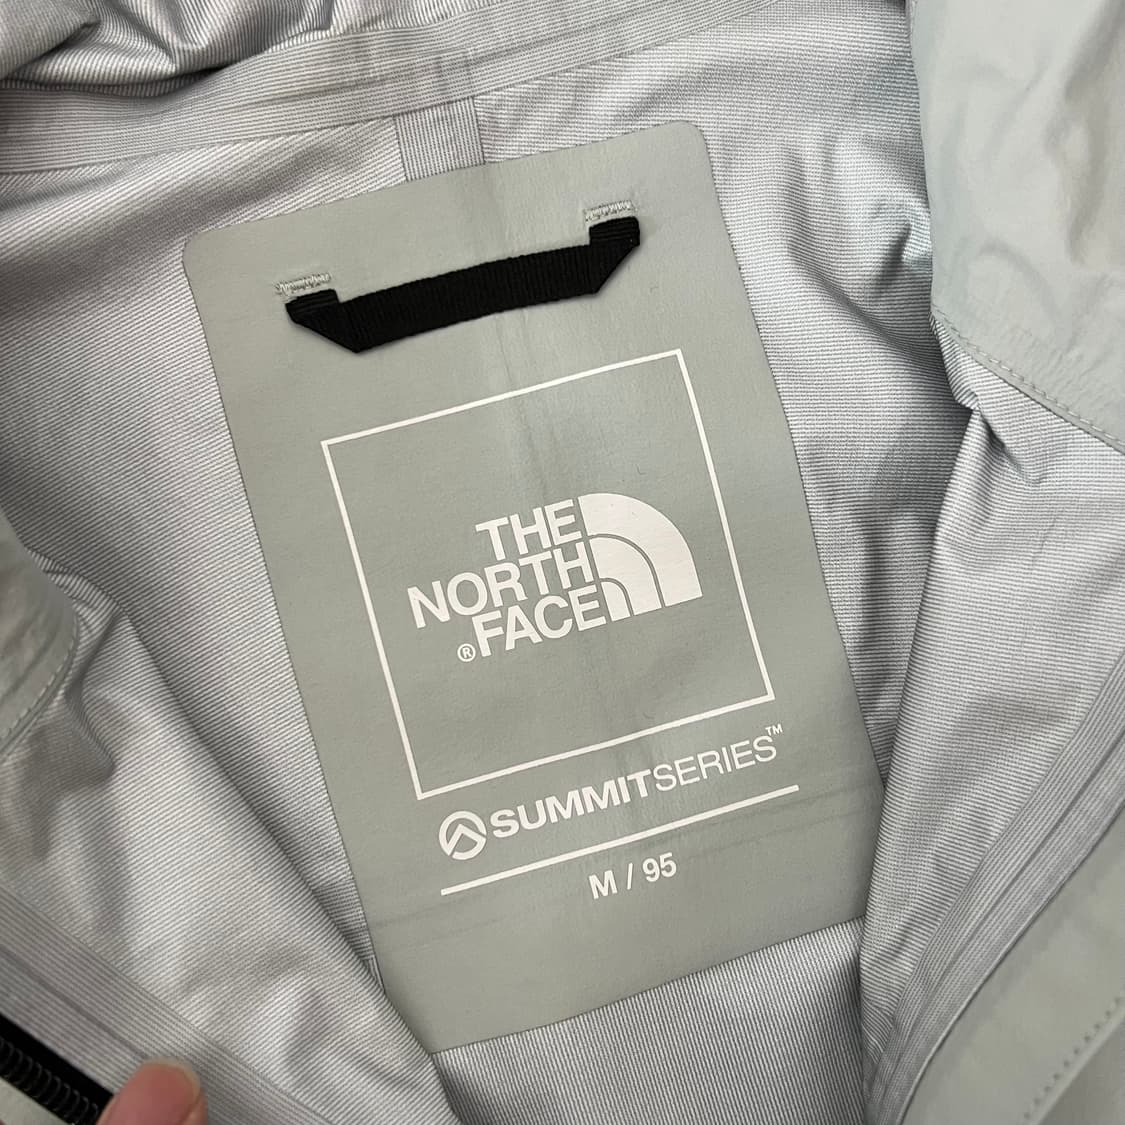 THE
NORTH
®FACE
SUMMITSERIES™
M / 95